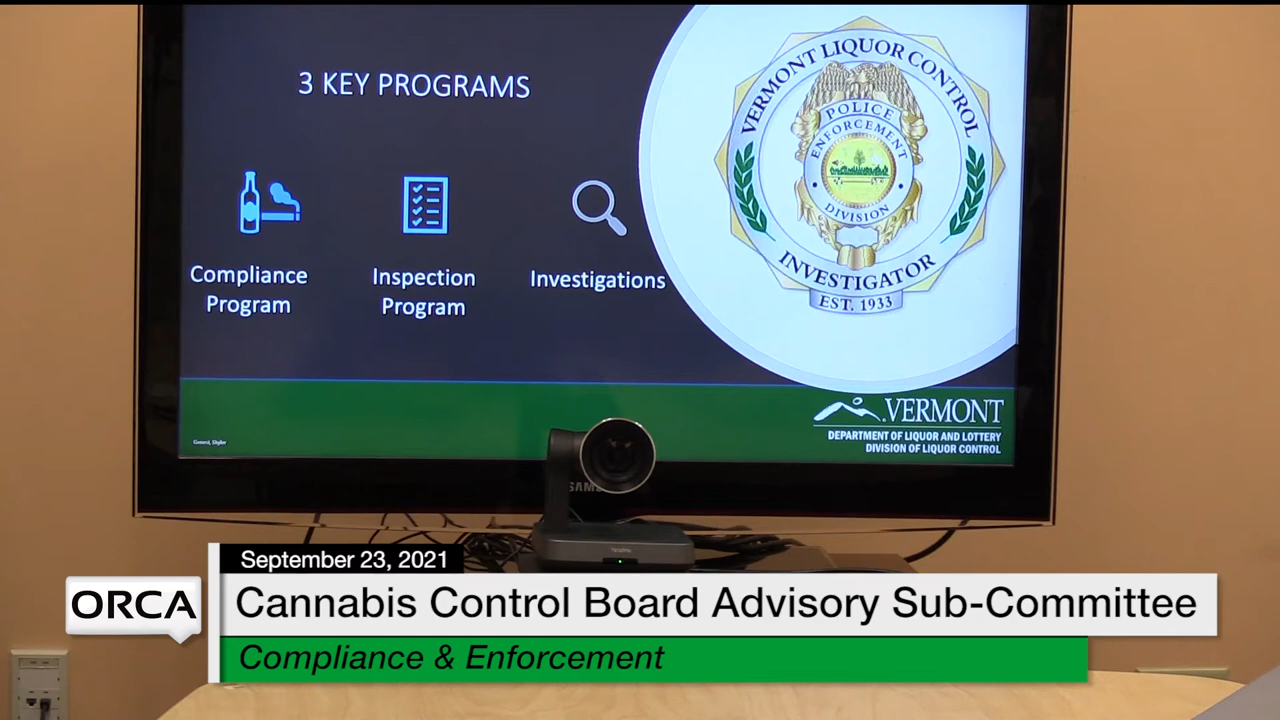 3 KEY PROGRAMS
Compliance
Program
Inspection
Program
Investigations
VERMONT LIQUOR CONTROL
POLICE
ENFORCEMENT
DIVISION
INVESTIGATOR
EST. 1933
VERMONT
DEPARTMENT OF LIQUOR AND LOTTERY
DIVISION OF LIQUOR CONTROL
September 23, 2021
ORCA
Cannabis Control Board Advisory Sub-Committee
Compliance & Enforcement